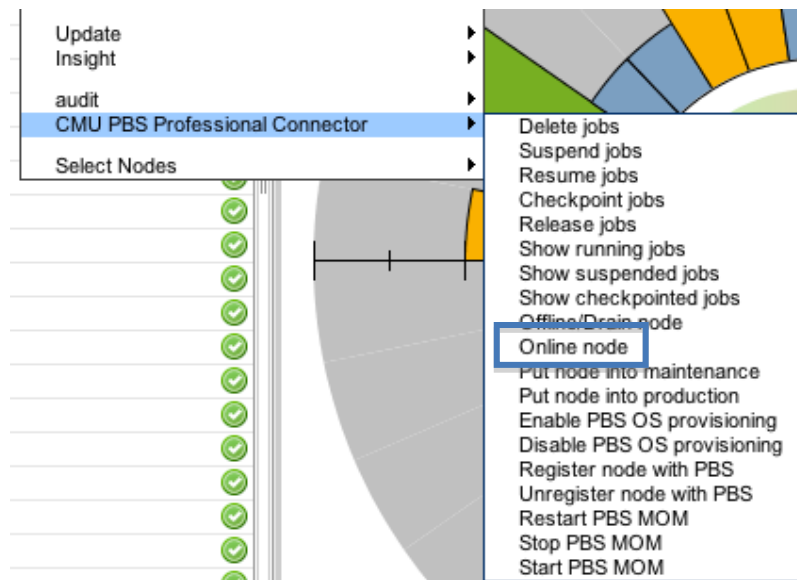 Update
Insight
audit
CMU PBS Professional Connector
Select Nodes
Delete jobs
Suspend jobs
Resume jobs
Checkpoint jobs
Release jobs
Show running jobs
Show suspended jobs
Show checkpointed jobs
Offline/Drain node
Online node
Put node into maintenance
Put node into production
Enable PBS OS provisioning
Disable PBS OS provisioning
Register node with PBS
Unregister node with PBS
Restart PBS MOM
Stop PBS MOM
Start PBS MOM